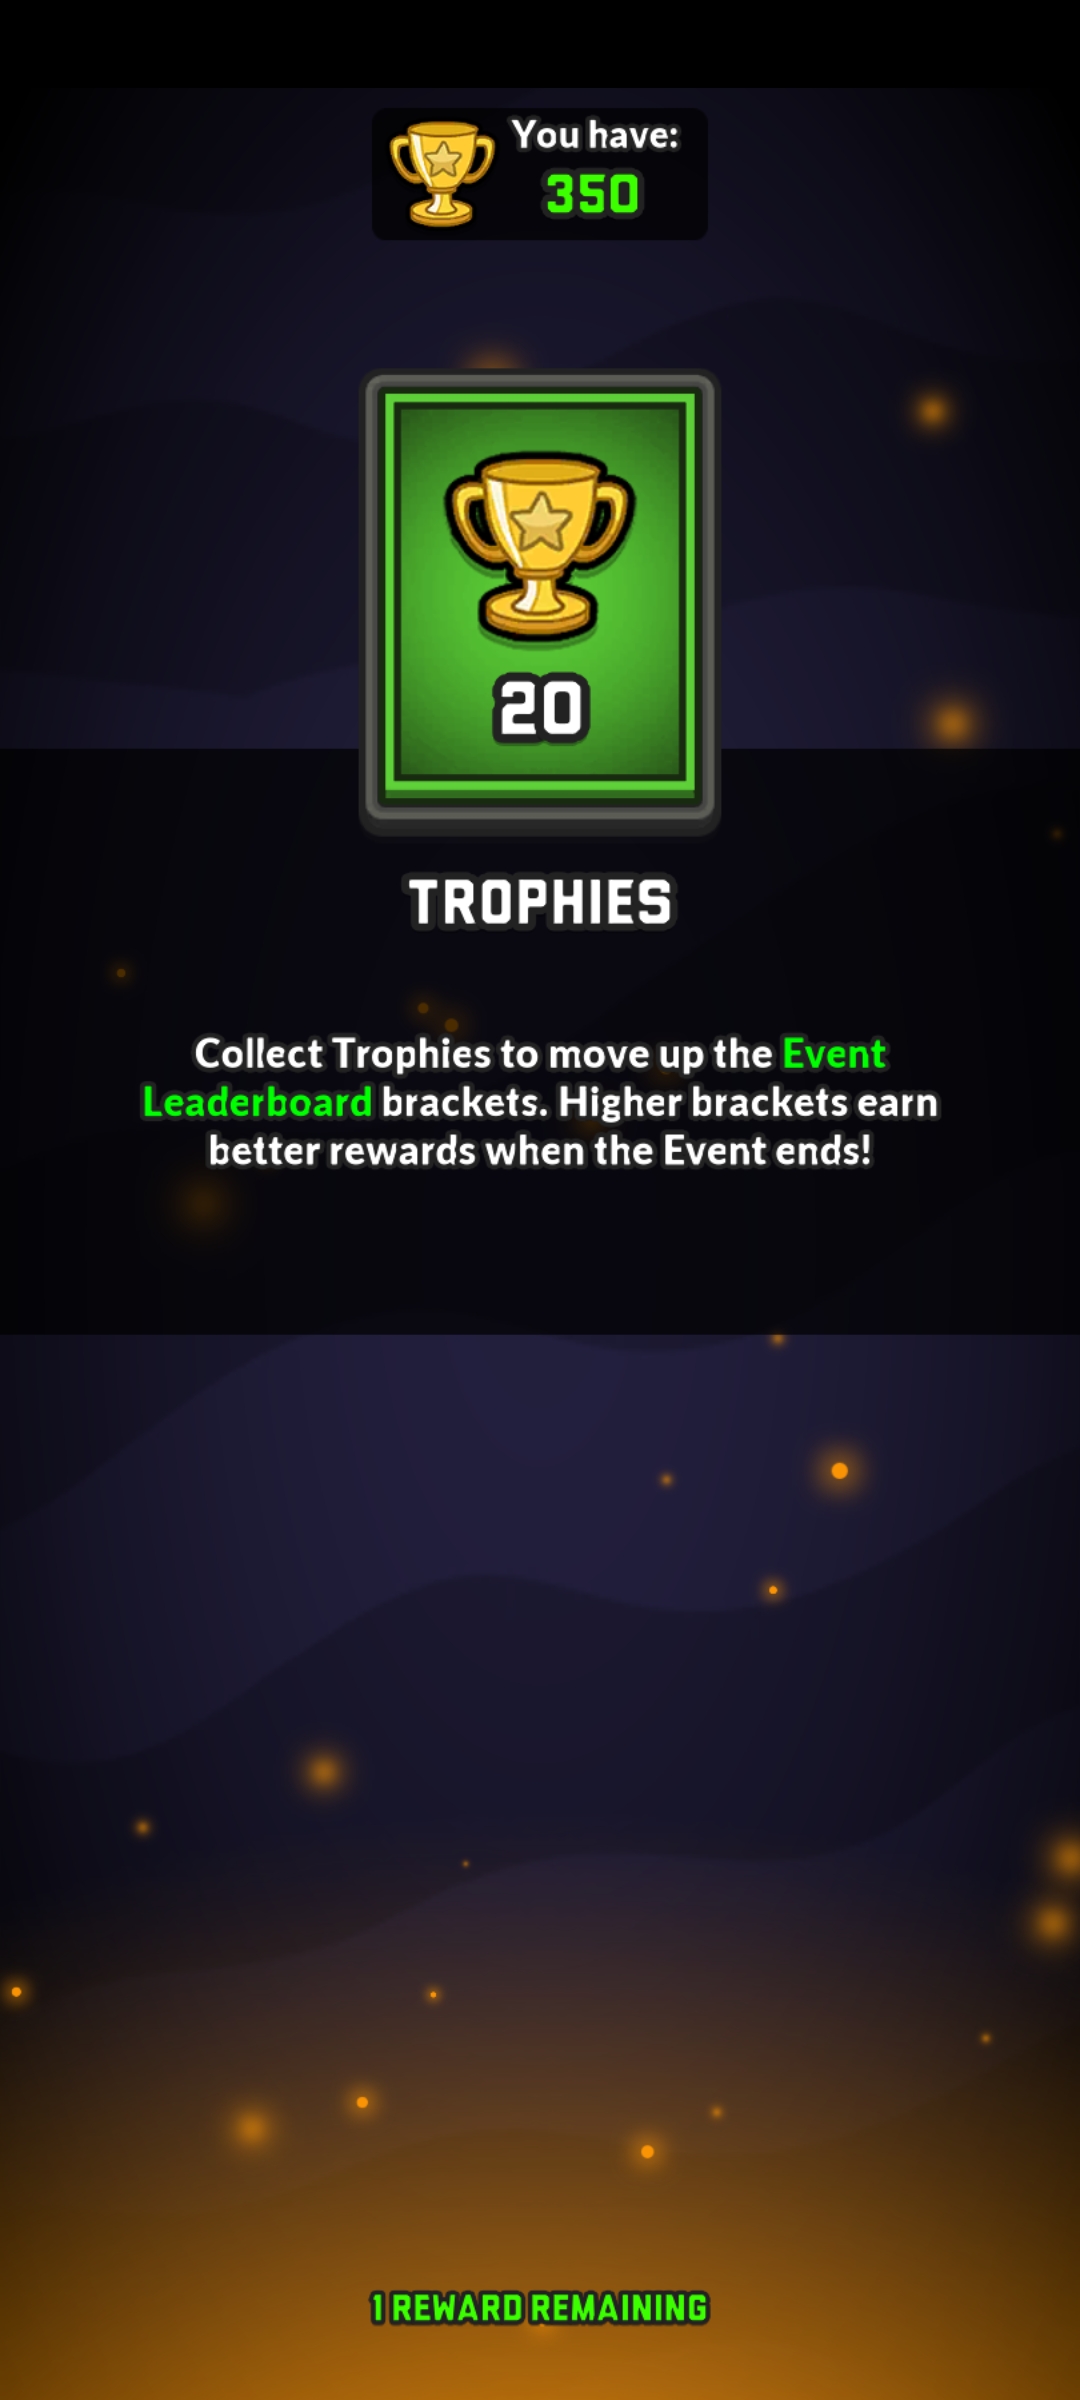 You have:
350
20
TROPHIES
Collect Trophies to move up the Event
Leaderboard brackets. Higher brackets earn
better rewards when the Event ends!
1 REWARD REMAINING